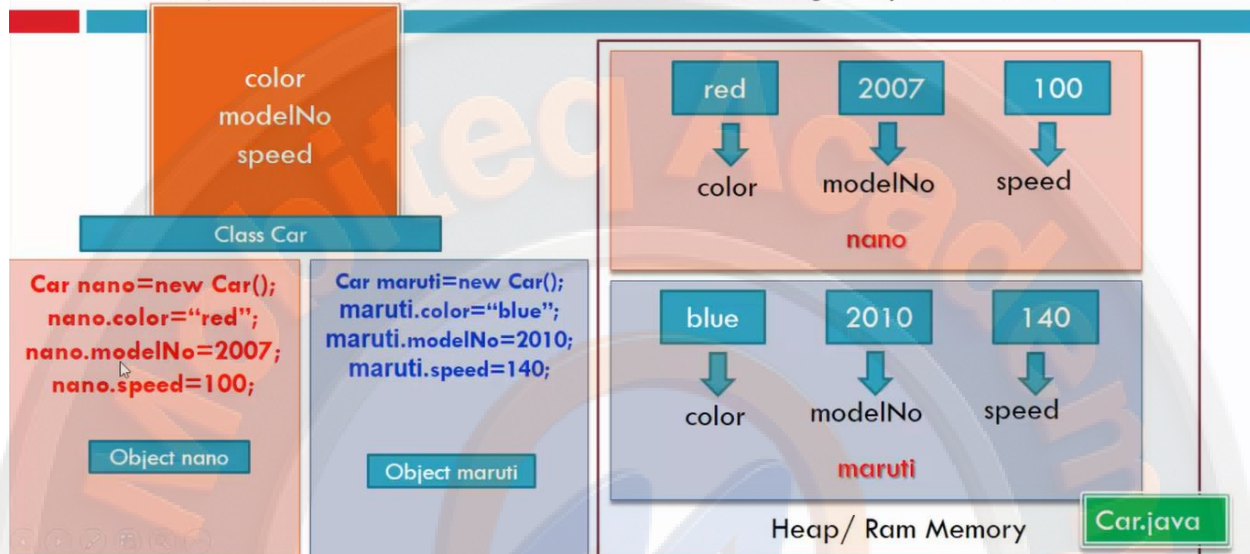 color
modelNo
speed
Class Car
Car nano=new Car();
nano.color=“red”;
nano.modelNo=2007;
nano.speed=100;
Object nano
Car maruti=new Car();
maruti.color=“blue”;
maruti.modelNo=2010;
maruti.speed=140;
Object maruti
red 2007 100
color modelNo speed
nano
blue 2010 140
color modelNo speed
maruti
Heap/ Ram Memory
Car.java